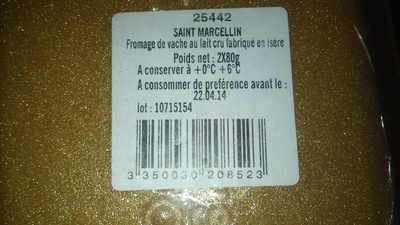 25442
SAINT MARCELLIN
Fromage de vache au lait cru fabriqué en isère
Poids net : 2X80g
A conserver à +0°C +6°C
A consommer de preférence avant le :
22.04.14
lot : 10715154
3 350030 208523